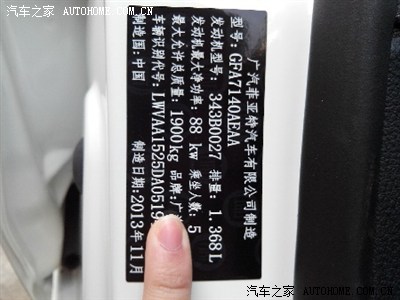 汽车之家 AUTOHOME.COM.CN
广汽菲亚特汽车有限公司制造
型号:GFA7140AEAA
发动机型号:343B0027 排量:1.368L
发动机最大净功率:88 kw 乘坐人数:5
最大允许总质量:1900kg 品牌:广
车辆识别代号:LWVAA1525DA0519
制造国:中国 制造日期:2013年11月
汽车之家 AUTOHOME.COM.CN